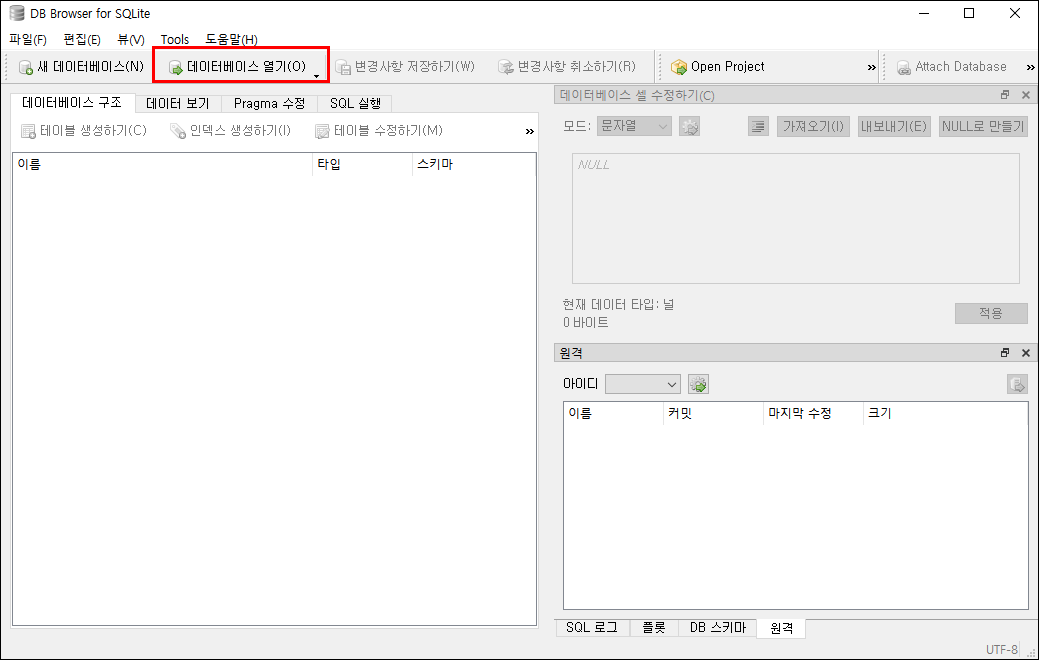 DB Browser for SQLite
파일(F) 편집(E) 뷰(V) Tools 도움말(H)
새 데이터베이스(N) 데이터베이스 열기(O) 변경사항 저장하기(W) 변경사항 취소하기(R) Open Project » Attach Database »
데이터베이스 구조 데이터 보기 Pragma 수정 SQL 실행
테이블 생성하기(C) 인덱스 생성하기(I) 테이블 수정하기(M) »
이름 타입 스키마
데이터베이스 셀 수정하기(C)
모드: 문자열 가져오기(I) 내보내기(E) NULL로 만들기
NULL
현재 데이터 타입: 널
0 바이트
적용
원격
아이디
이름 커밋 마지막 수정 크기
SQL 로그 플롯 DB 스키마 원격
UTF-8